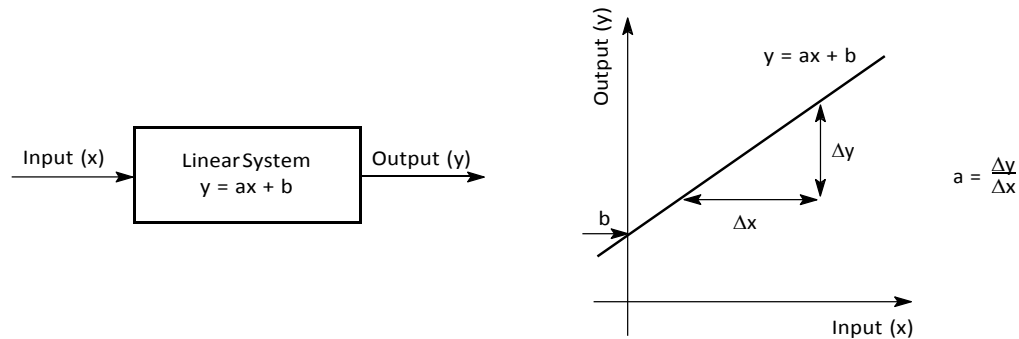 Input (x)
Linear System
y = ax + b
Output (y)
Output (y)
y = ax + b
Δy
Δx
b
Input (x)
a = Δy
Δx